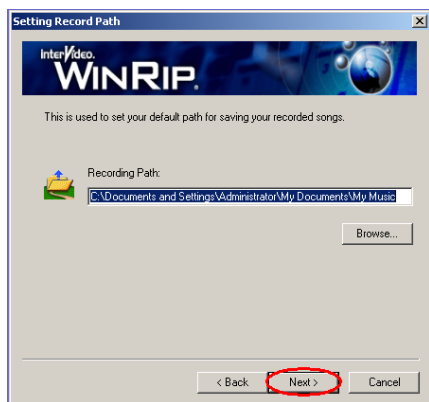 Setting Record Path
InterVideo.
WINRIP.
This is used to set your default path for saving your recorded songs.
Recording Path:
C:\Documents and Settings\Administrator\My Documents\My Music
Browse...
< Back
Next >
Cancel